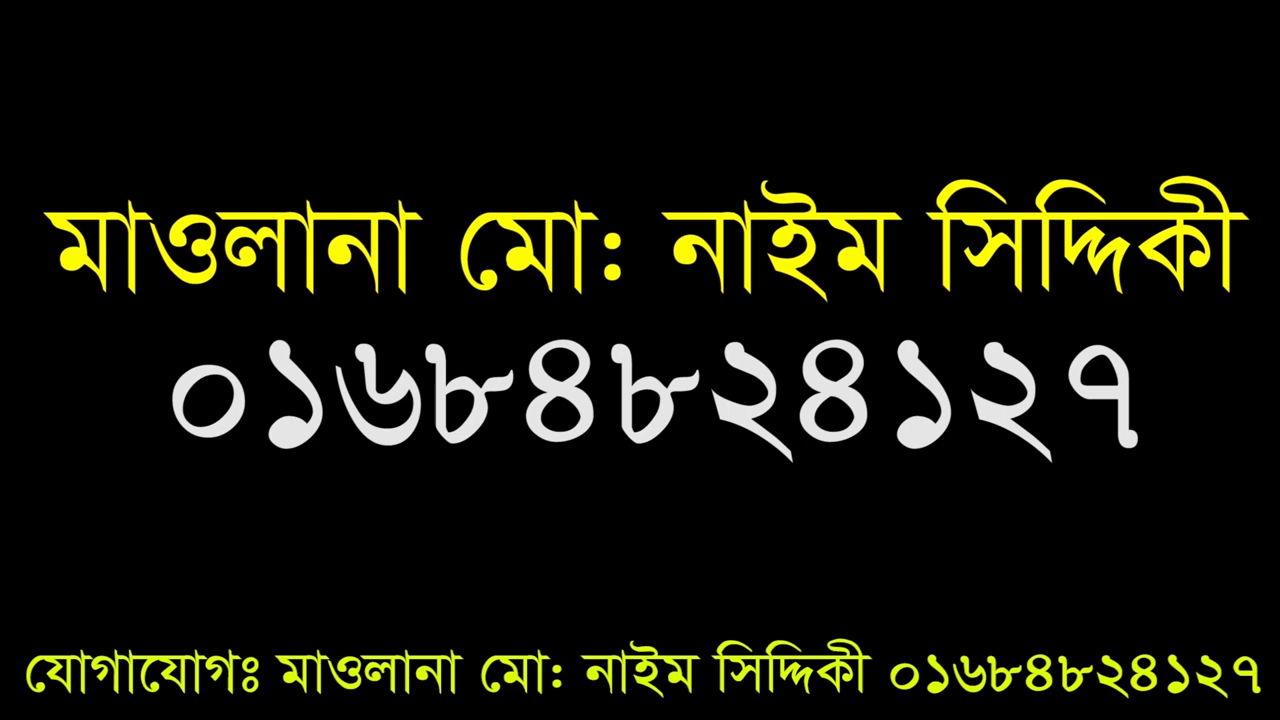 মাওলানা মো: নাইম সিদ্দিকী
০১৬৮৪৮২৪১২৭
যোগাযোগঃ মাওলানা মো: নাইম সিদ্দিকী ০১৬৮৪৮২৪১২৭